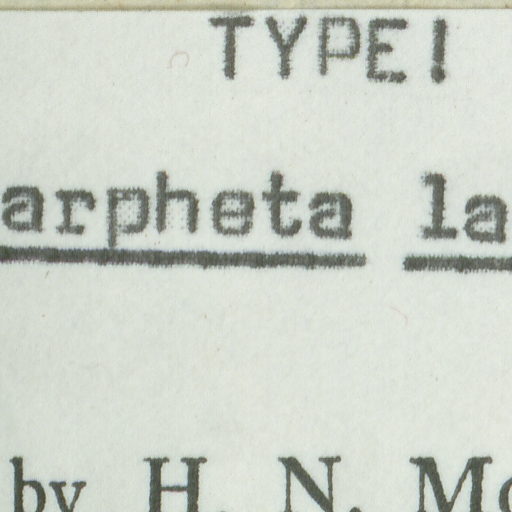 TYPE!
arpheta la
by H. N. Mo